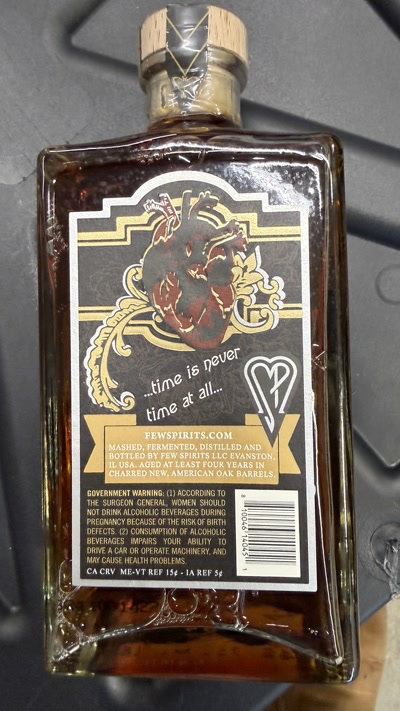 ...time is never
time at all...
FEWSPIRITS.COM
MASHED, FERMENTED, DISTILLED AND
BOTTLED BY FEW SPIRITS LLC EVANSTON,
IL USA. AGED AT LEAST FOUR YEARS IN
CHARRED NEW, AMERICAN OAK BARRELS.
GOVERNMENT WARNING: (1) ACCORDING TO
THE SURGEON GENERAL, WOMEN SHOULD
NOT DRINK ALCOHOLIC BEVERAGES DURING
PREGNANCY BECAUSE OF THE RISK OF BIRTH
DEFECTS. (2) CONSUMPTION OF ALCOHOLIC
BEVERAGES IMPAIRS YOUR ABILITY TO
DRIVE A CAR OR OPERATE MACHINERY, AND
MAY CAUSE HEALTH PROBLEMS.
CA CRV ME-VT REF 15¢ - IA REF 5¢
8 10046 14045 1